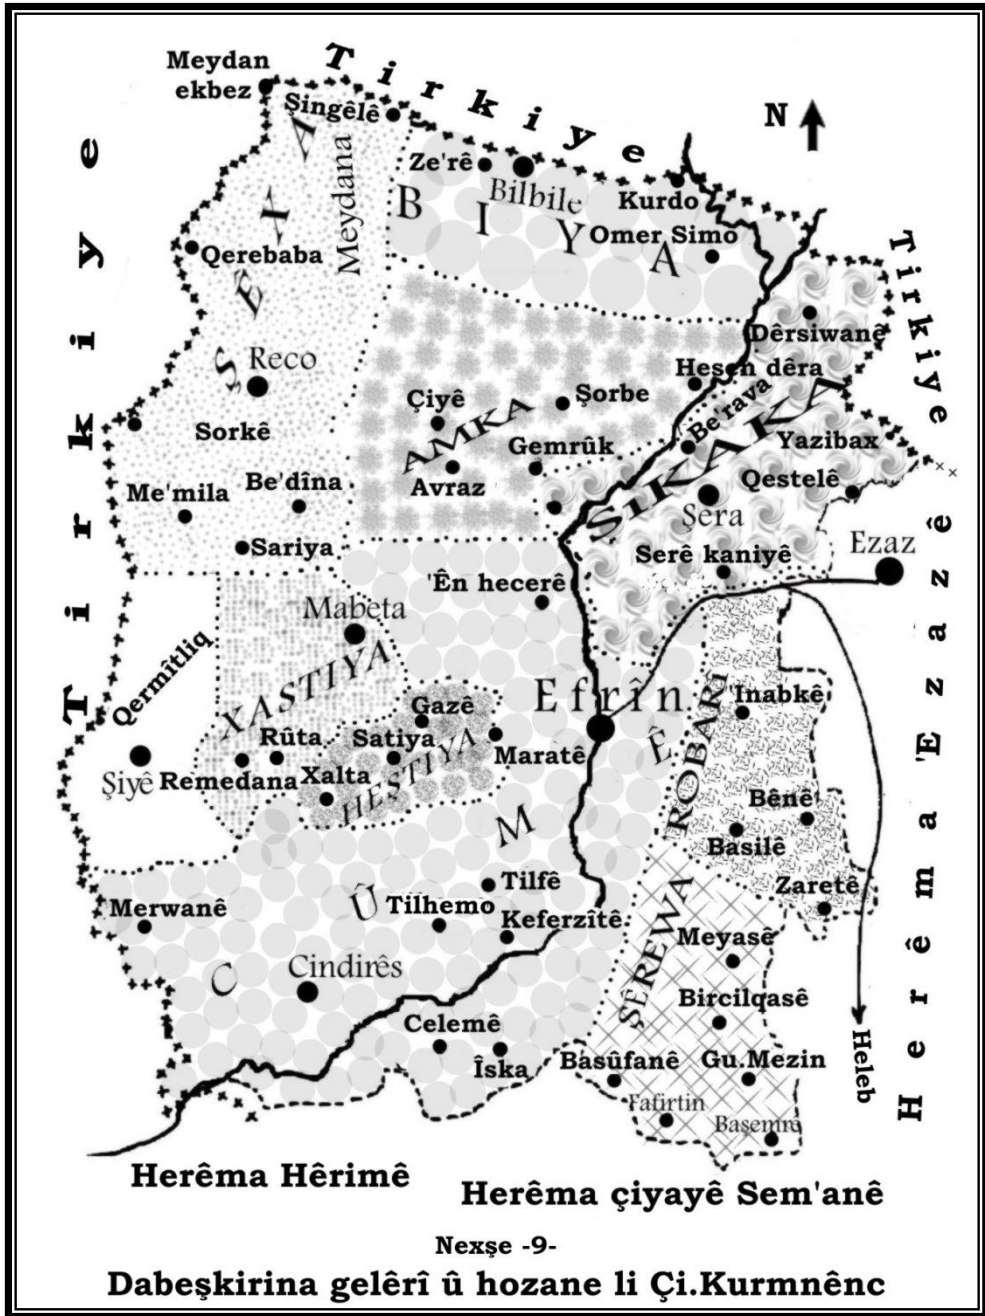 Tirkiye
Meydan
ekbez
Şingêlê
N
Tirkiye
ŞÊXA
Meydana
Ze'rê
Bilbile
BIYA
Kurdo
Omer Simo
Qerebaba
Tirkiye
Dêrsiwanê
Reco
Hesen dêra
Çiyê
Şorbe
Be'rava
AMKA
Gemrûk
ŞIKAKA
Yazibax
Sorkê
Avraz
Qestelê
Me'mila
Be'dîna
Şera
Sariya
Serê kaniyê
Ezaz
'Ên hecerê
Mabeta
Qermîtliq
XASTIYA
Efrîn
Inabkê
Gazê
Rûta
Satiya
Maratê
Şiyê
Remedana
Xalta
HEŞTIYA
ROBARÎ
Bênê
Basilê
CÛMÊ
Tilfê
Zaretê
Merwanê
Tilhemo
Keferzîtê
ŞÊREWA
Meyasê
Cindirês
Bircilqasê
Celemê
Îska
Basûfanê
Gu.Mezin
Heleb
Fafirtin
Başemrê
Herêma 'Ezazê
Herêma Hêrimê
Herêma çiyayê Sem'anê
Nexşe -9-
Dabeşkirina gelêrî û hozane li Çi.Kurmnênc